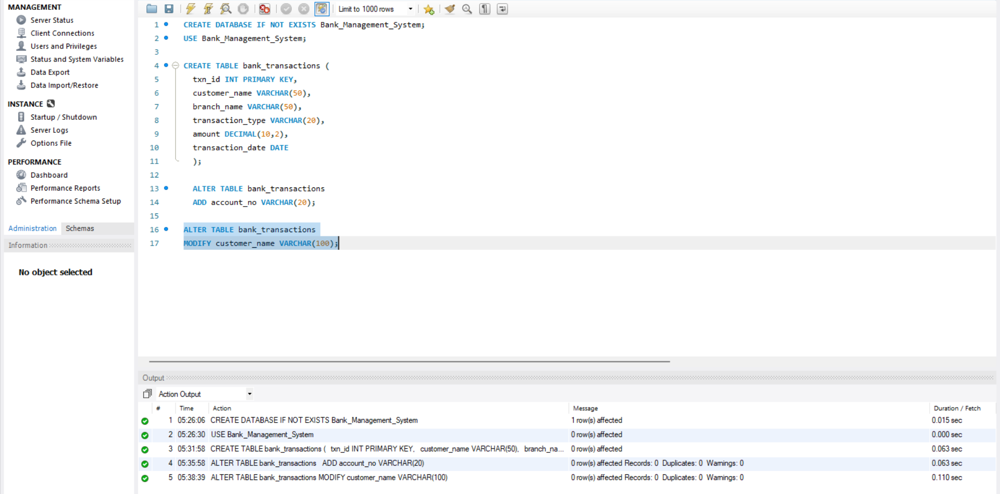 MANAGEMENT
Server Status
Client Connections
Users and Privileges
Status and System Variables
Data Export
Data Import/Restore
INSTANCE
Startup / Shutdown
Server Logs
Options File
PERFORMANCE
Dashboard
Performance Reports
Performance Schema Setup
Administration Schemas
Information
No object selected
Limit to 1000 rows
1 CREATE DATABASE IF NOT EXISTS Bank_Management_System;
2 USE Bank_Management_System;
3
4 CREATE TABLE bank_transactions (
5 txn_id INT PRIMARY KEY,
6 customer_name VARCHAR(50),
7 branch_name VARCHAR(50),
8 transaction_type VARCHAR(20),
9 amount DECIMAL(10,2),
10 transaction_date DATE
11 );
12
13 ALTER TABLE bank_transactions
14 ADD account_no VARCHAR(20);
15
16 ALTER TABLE bank_transactions
17 MODIFY customer_name VARCHAR(100);
Output
Action Output
# Time Action Message Duration / Fetch
1 05:26:06 CREATE DATABASE IF NOT EXISTS Bank_Management_System 1 row(s) affected 0.015 sec
2 05:26:30 USE Bank_Management_System 0 row(s) affected 0.000 sec
3 05:31:58 CREATE TABLE bank_transactions ( txn_id INT PRIMARY KEY, customer_name VARCHAR(50), branch_na... 0 row(s) affected 0.063 sec
4 05:35:58 ALTER TABLE bank_transactions ADD account_no VARCHAR(20) 0 row(s) affected Records: 0 Duplicates: 0 Warnings: 0 0.063 sec
5 05:38:39 ALTER TABLE bank_transactions MODIFY customer_name VARCHAR(100) 0 row(s) affected Records: 0 Duplicates: 0 Warnings: 0 0.110 sec